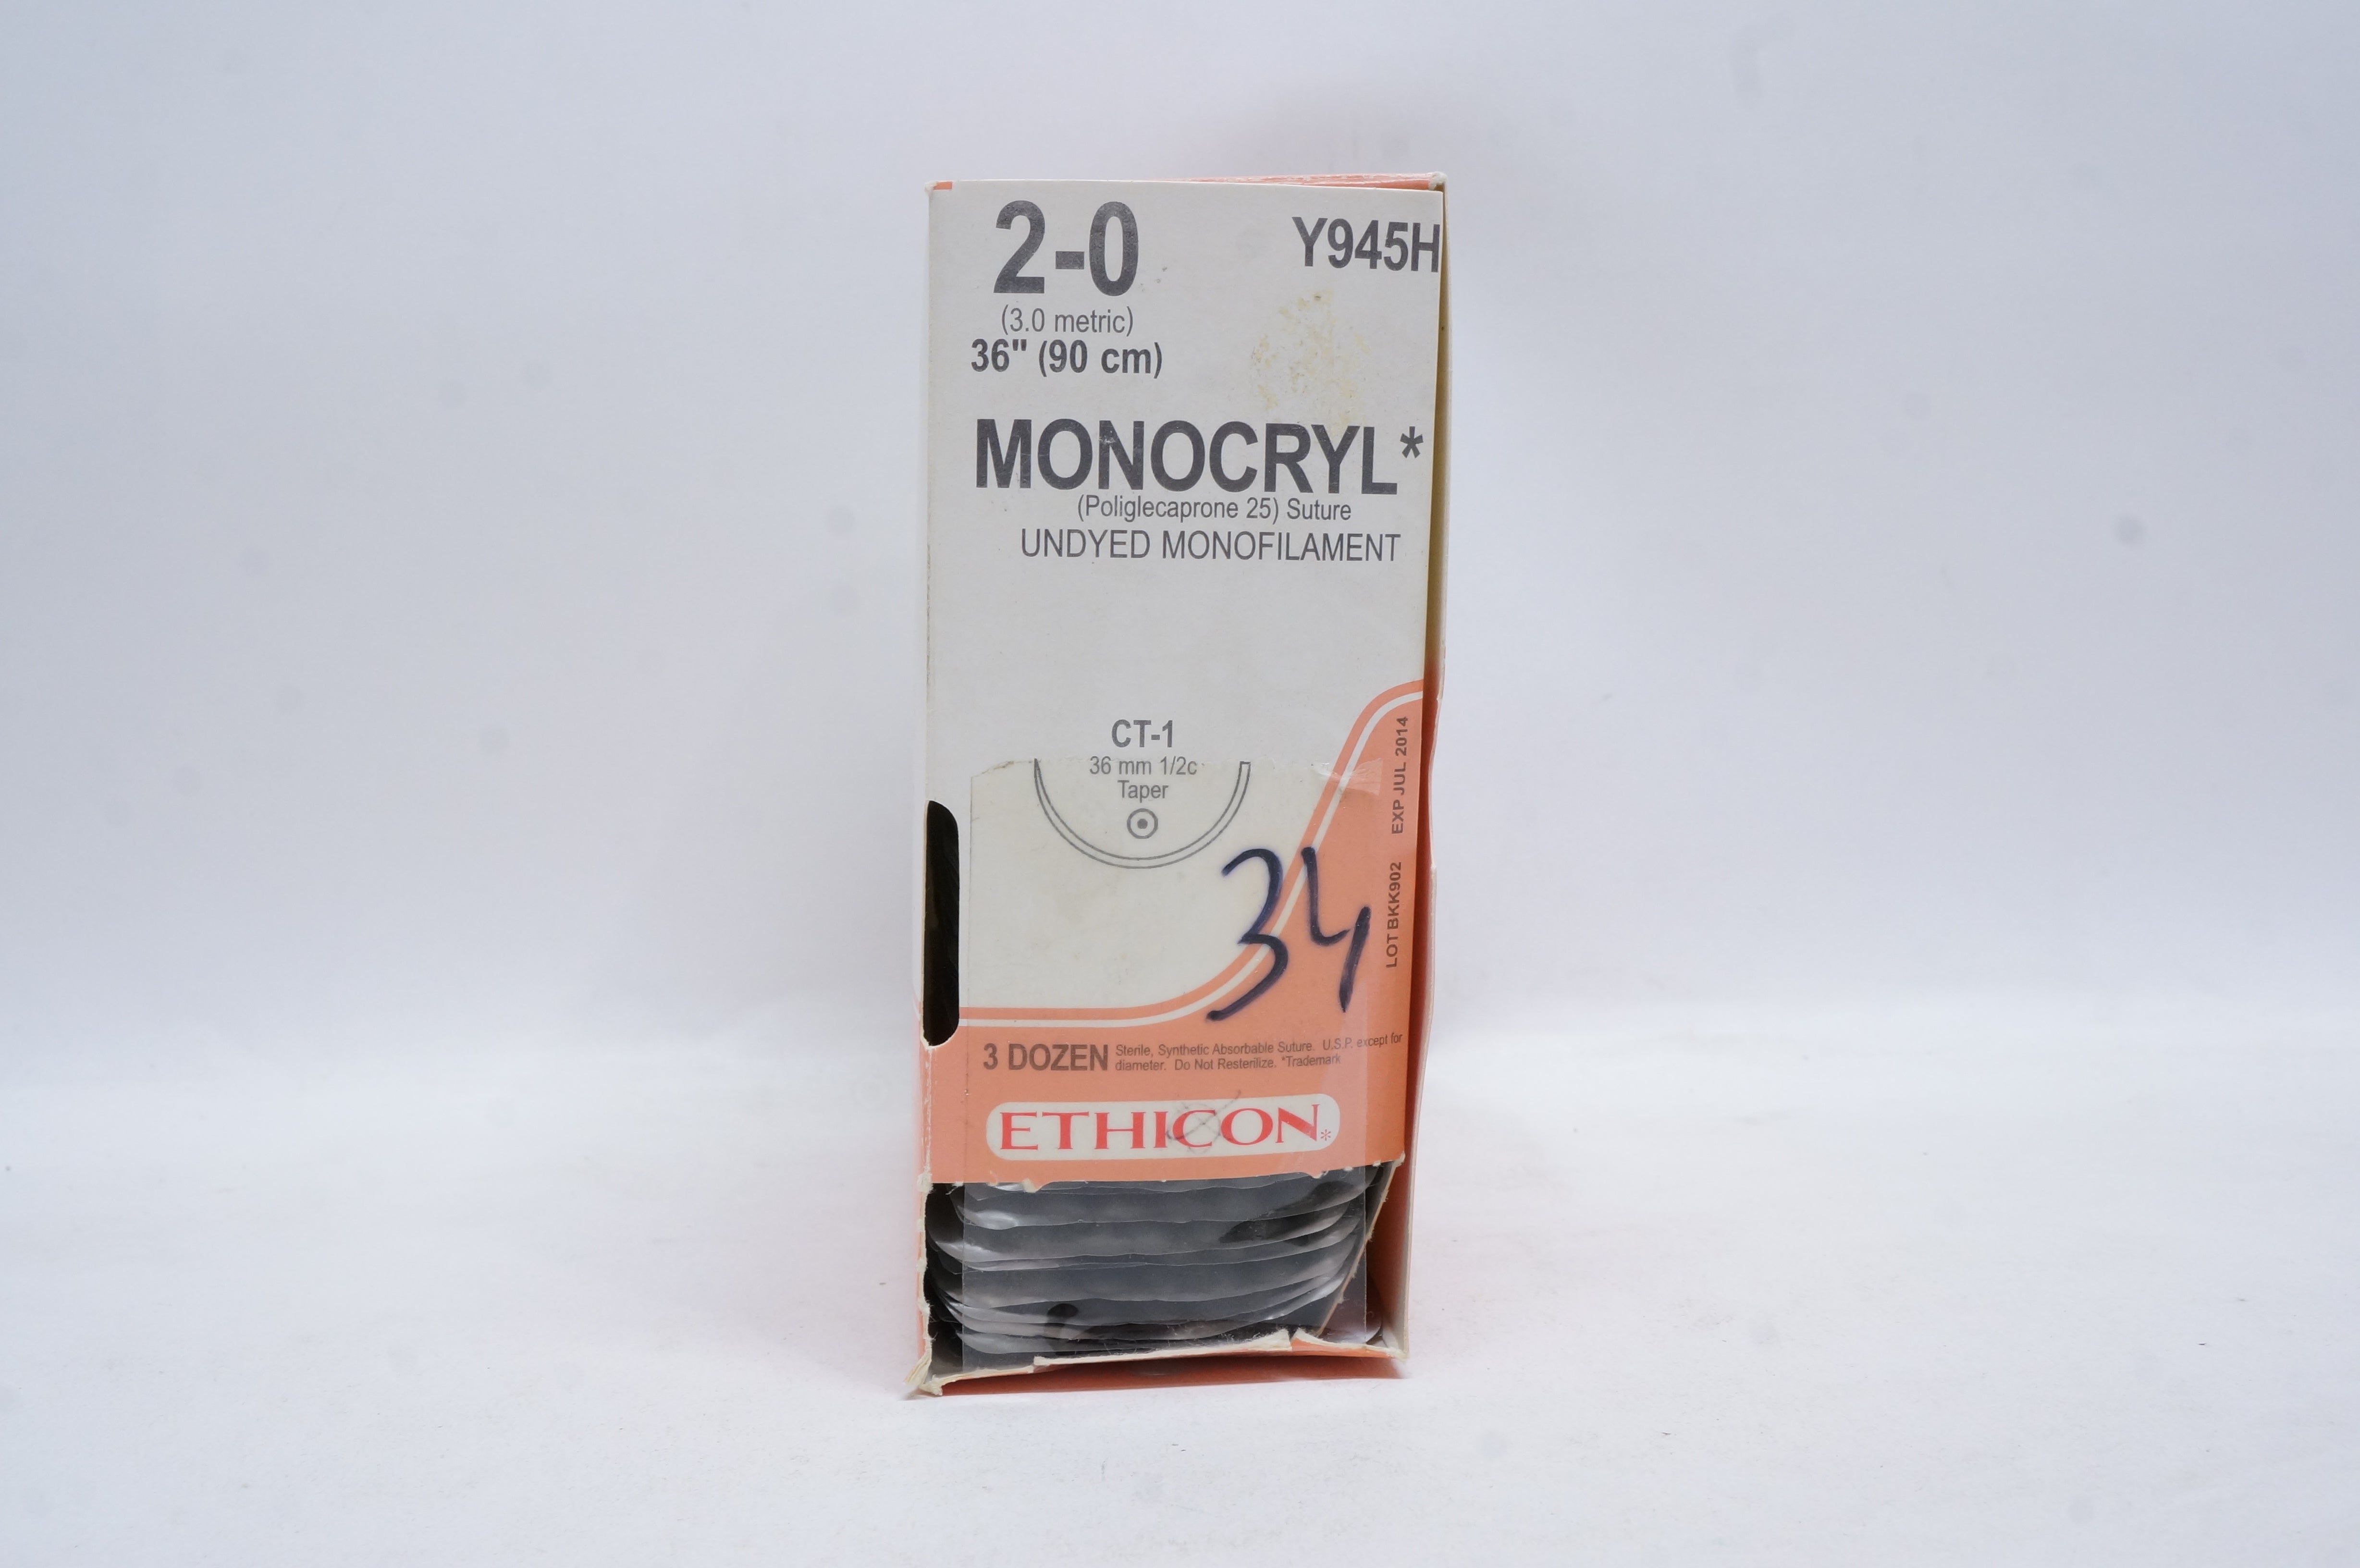 2-0
Y945H
(3.0 metric)
36" (90 cm)
MONOCRYL*
(Poliglecaprone 25) Suture
UNDYED MONOFILAMENT
CT-1
36 mm 1/2c
Taper
LOT BKK902 EXP JUL 2014
34
3 DOZEN
Sterile, Synthetic Absorbable Suture. U.S.P. except for
diameter. Do Not Resterilize. *Trademark
ETHICON*